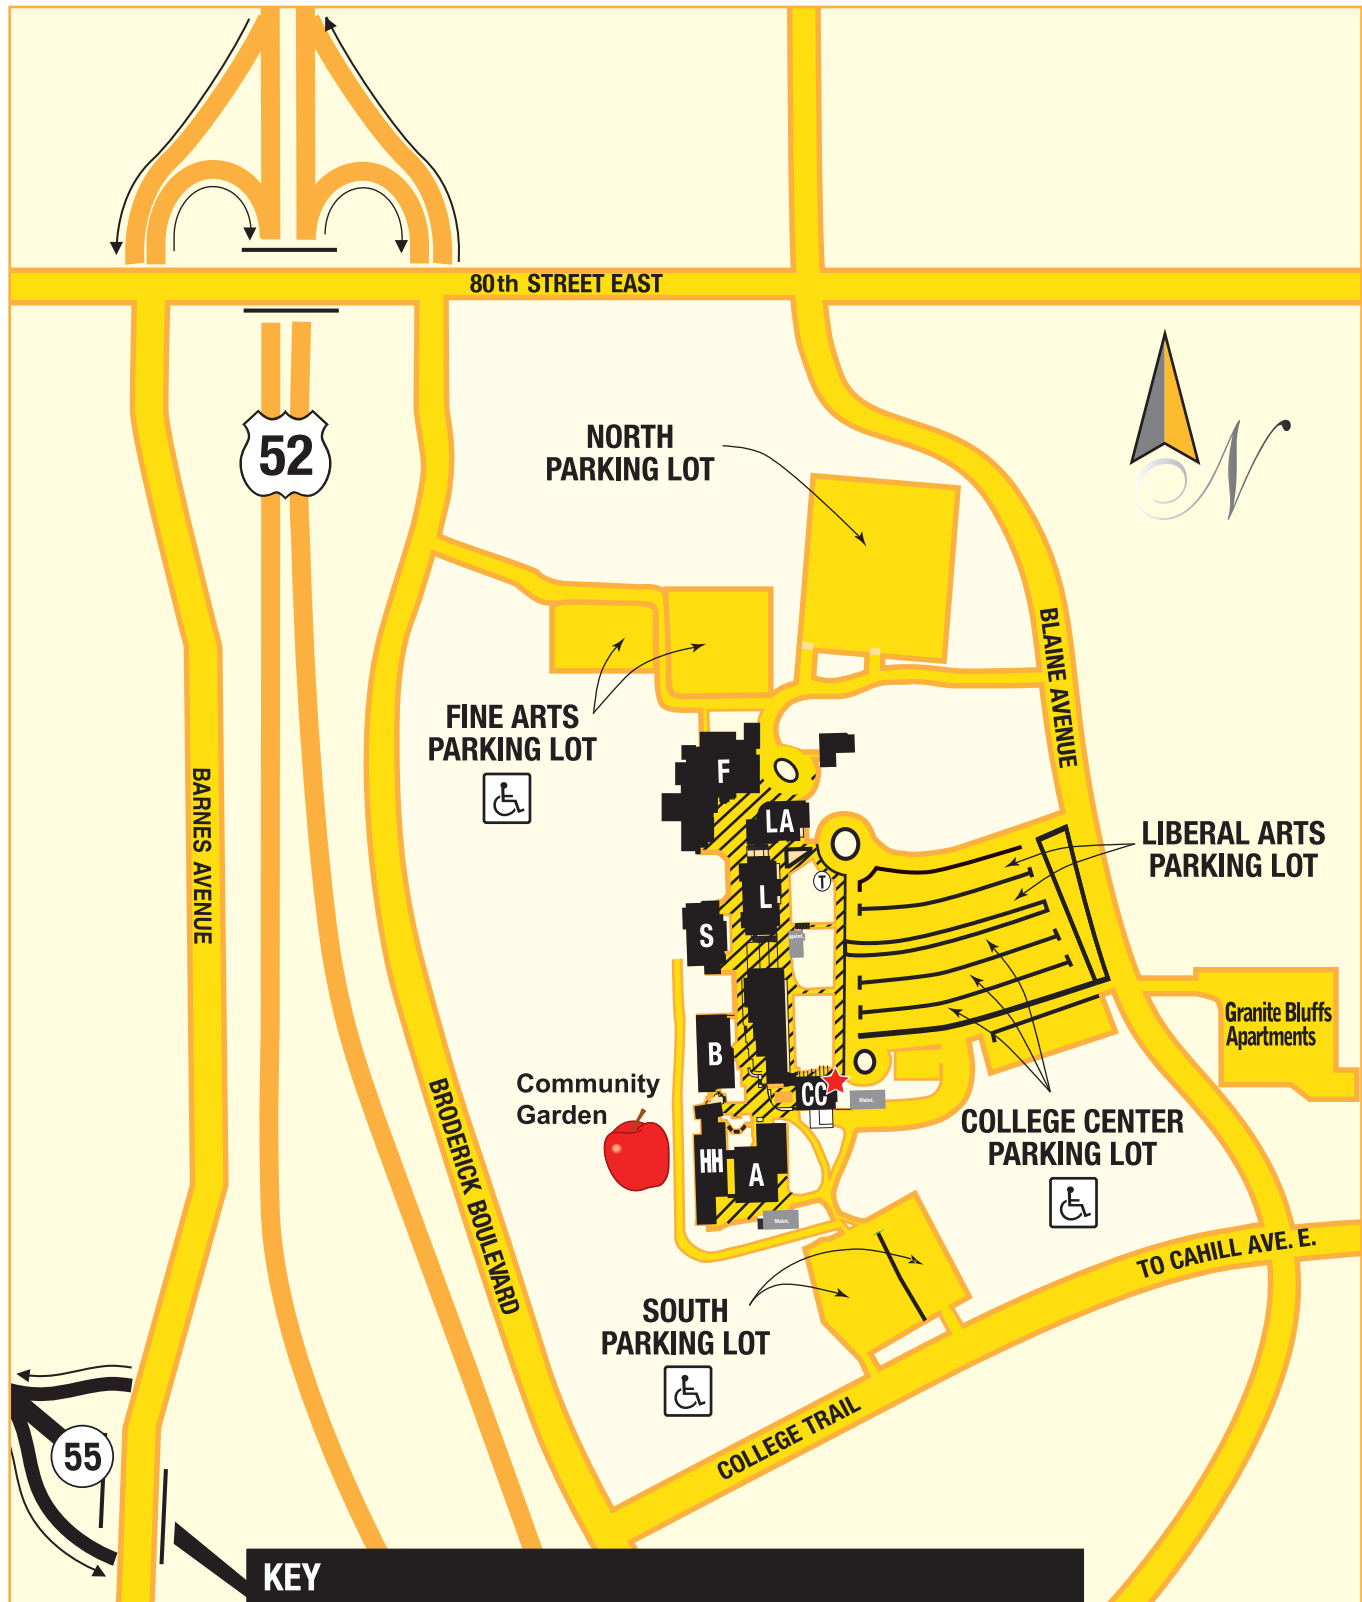 80th STREET EAST
52
N
NORTH
PARKING LOT
BLAINE AVENUE
FINE ARTS
PARKING LOT
BARNES AVENUE
F
LA
LIBERAL ARTS
PARKING LOT
T
L
S
Granite Bluffs
Apartments
B
Community
Garden
CC
Maint.
COLLEGE CENTER
PARKING LOT
BRODERICK BOULEVARD
HH
A
Maint.
TO CAHILL AVE. E.
SOUTH
PARKING LOT
COLLEGE TRAIL
55
KEY